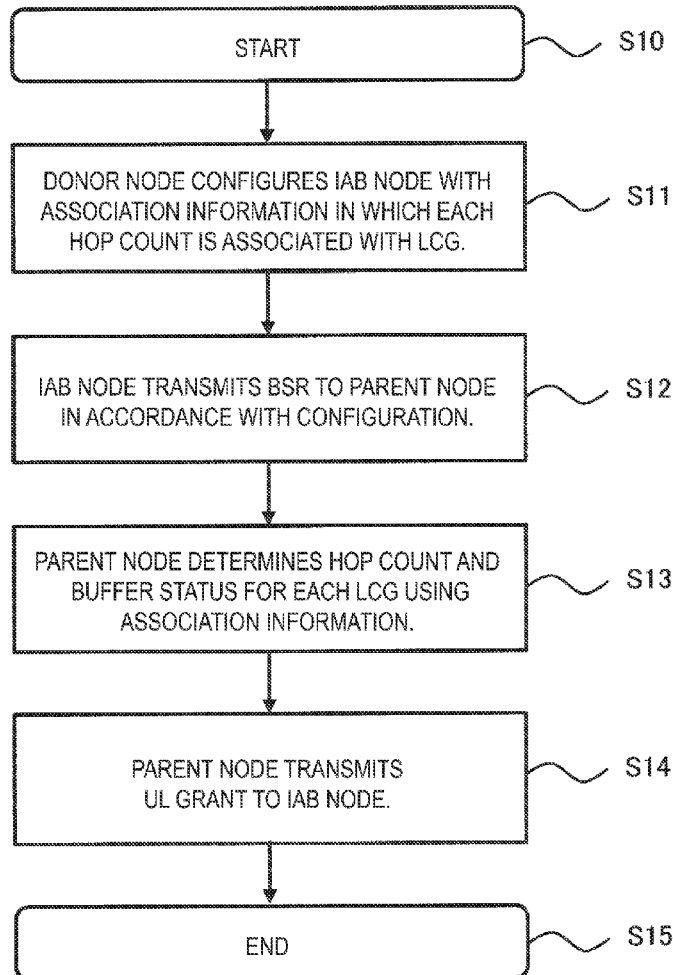 START
S10
DONOR NODE CONFIGURES IAB NODE WITH
ASSOCIATION INFORMATION IN WHICH EACH
HOP COUNT IS ASSOCIATED WITH LCG.
S11
IAB NODE TRANSMITS BSR TO PARENT NODE
IN ACCORDANCE WITH CONFIGURATION.
S12
PARENT NODE DETERMINES HOP COUNT AND
BUFFER STATUS FOR EACH LCG USING
ASSOCIATION INFORMATION.
S13
PARENT NODE TRANSMITS
UL GRANT TO IAB NODE.
S14
END
S15